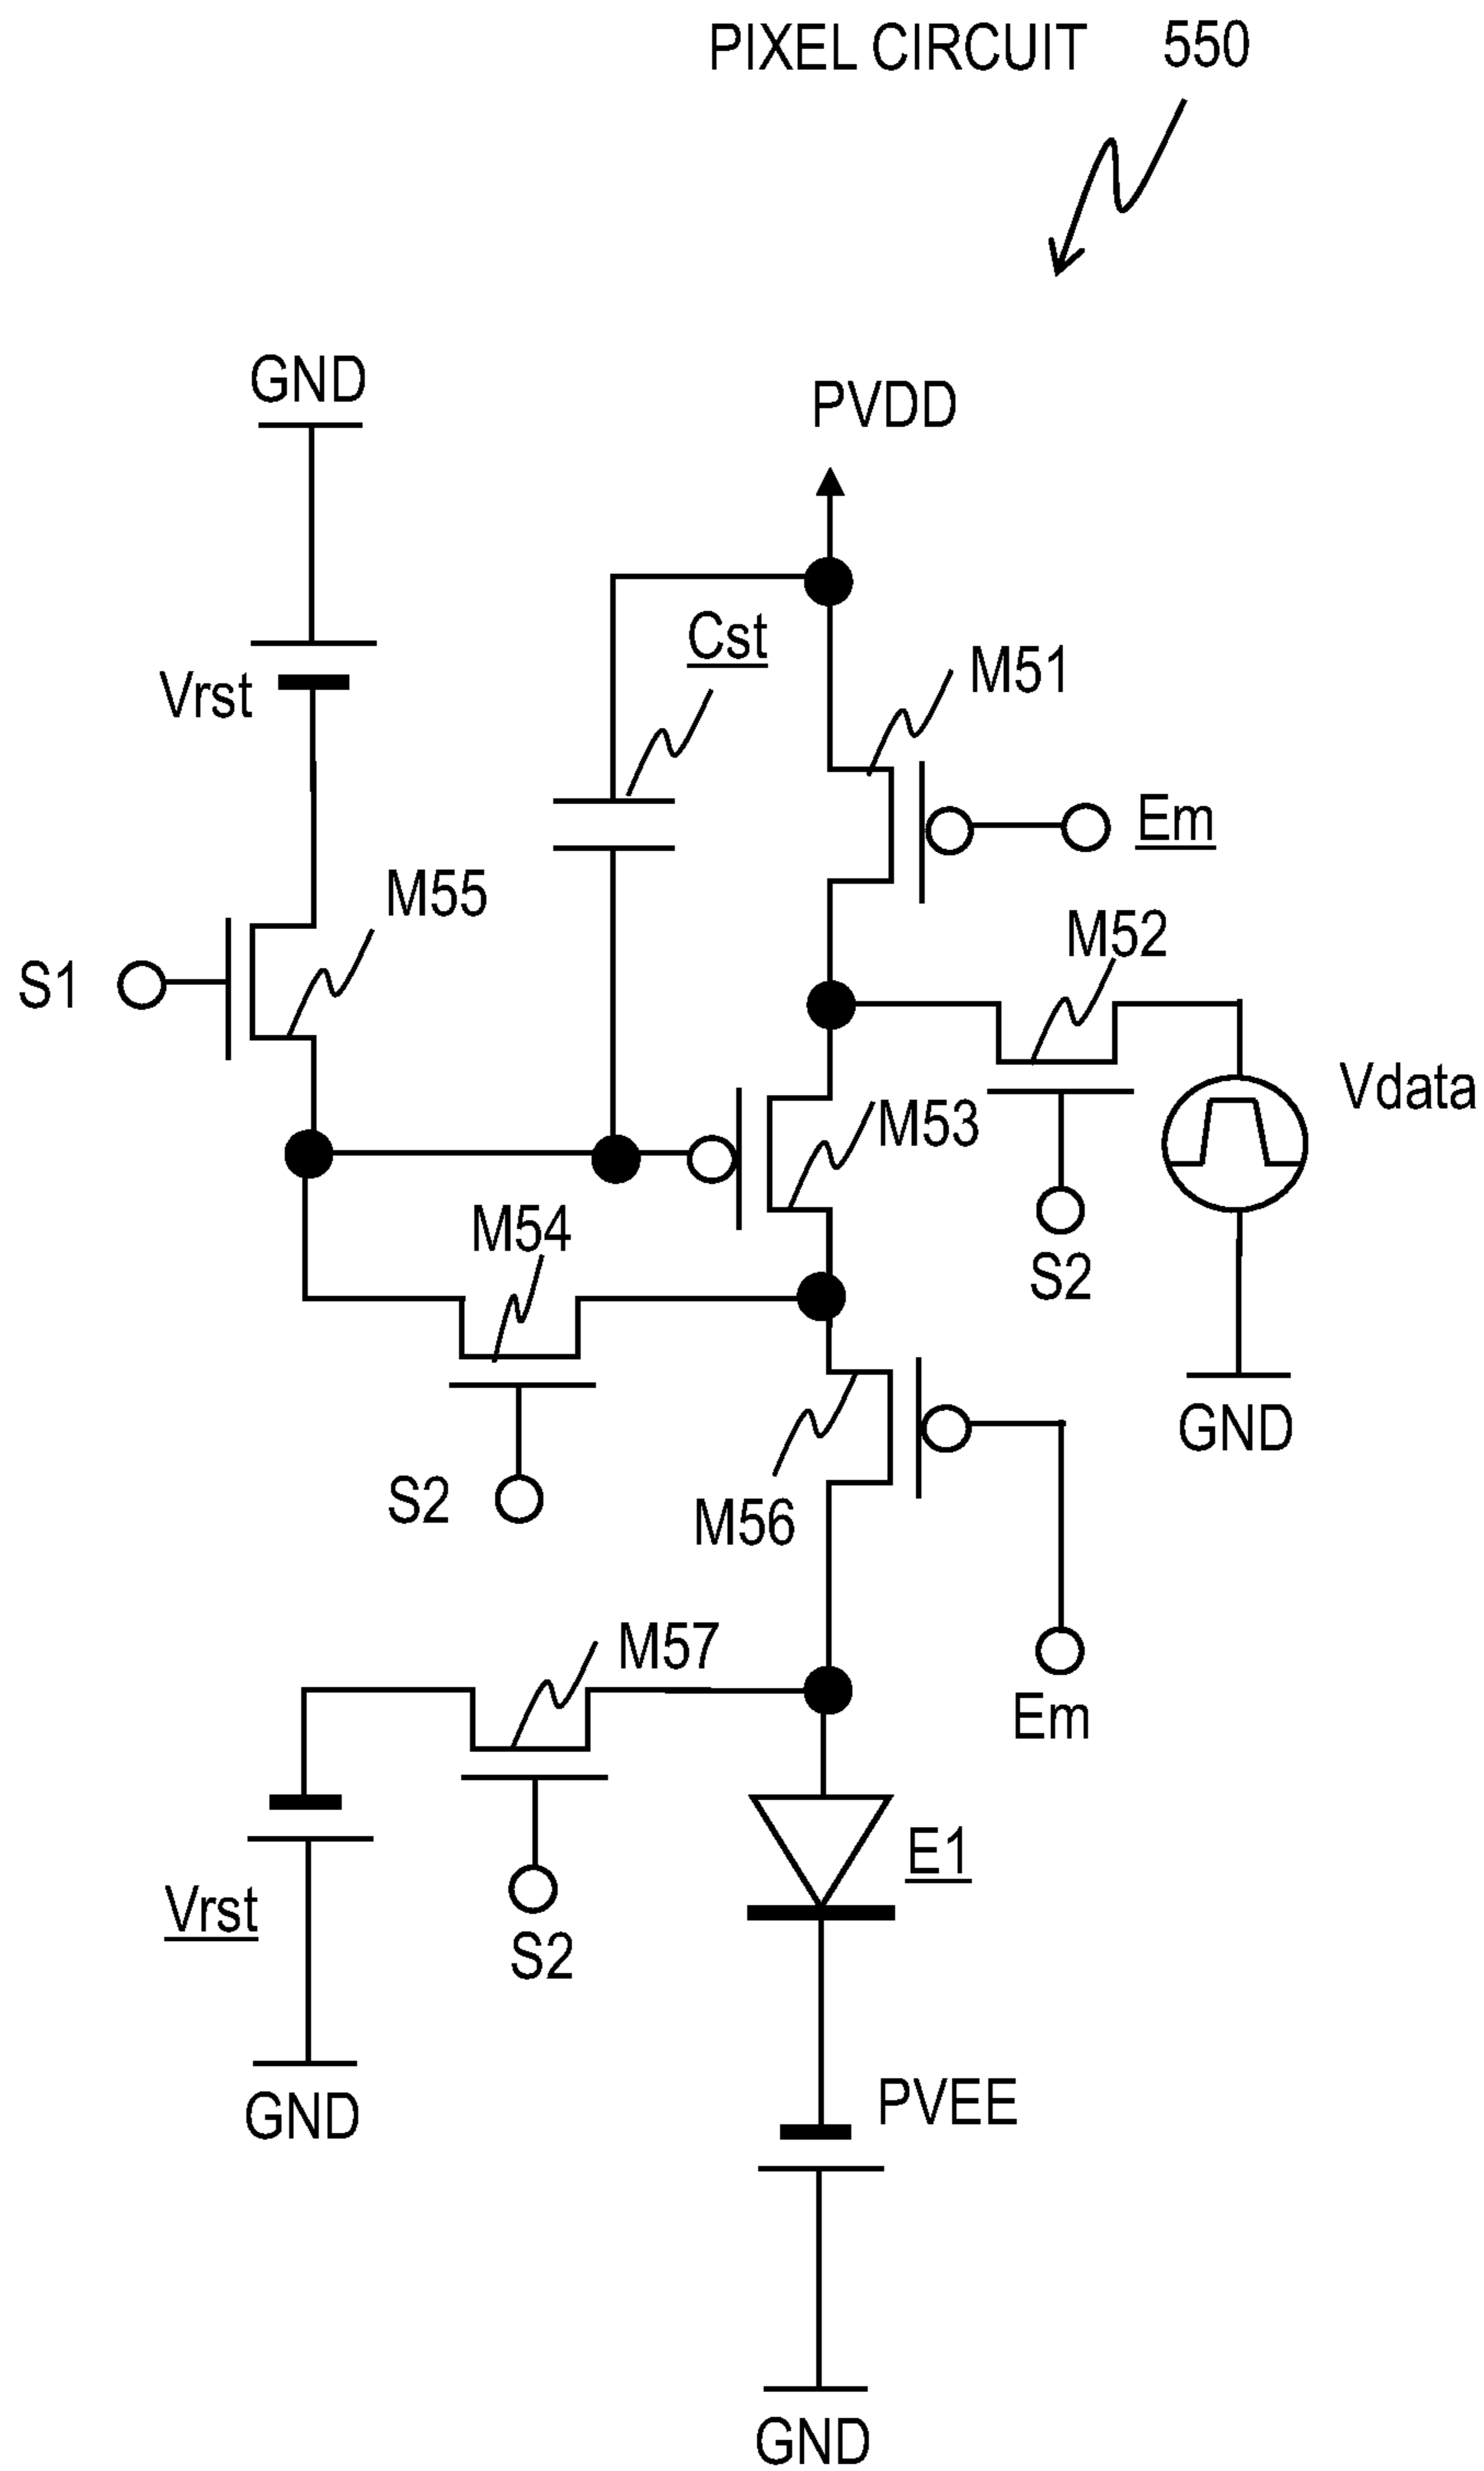 PIXEL CIRCUIT 550
GND
PVDD
Cst
M51
Vrst
Em
M55
M52
S1
Vdata
M53
M54
S2
GND
S2
M56
M57
Em
E1
Vrst
S2
PVEE
GND
GND